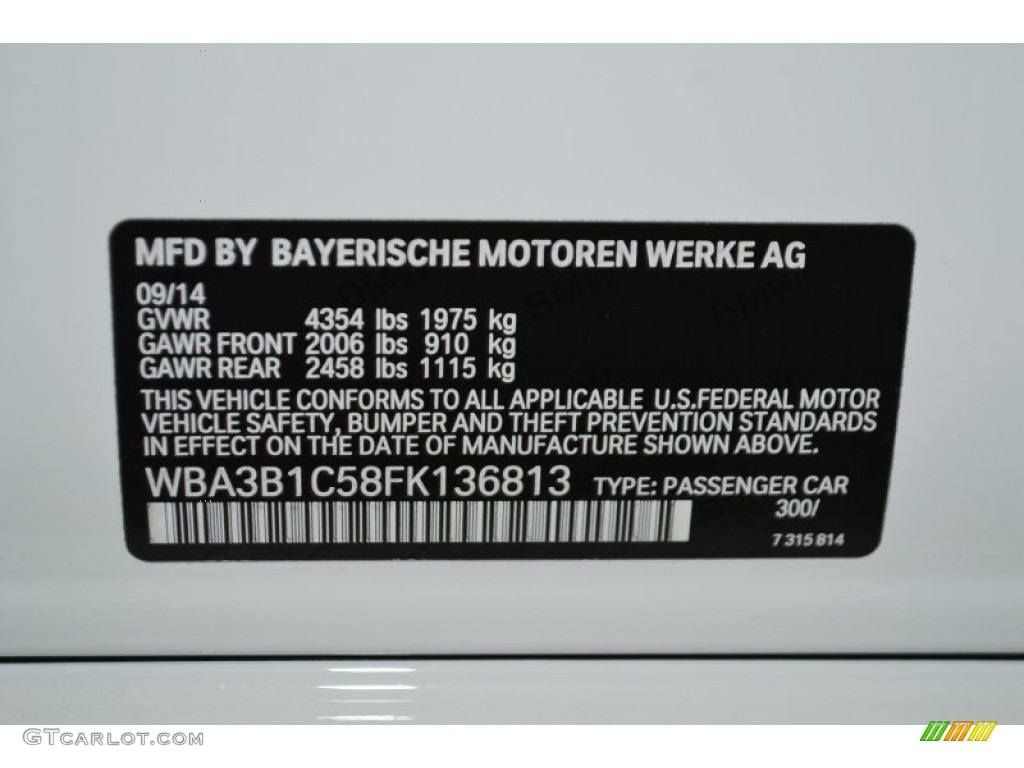 MFD BY BAYERISCHE MOTOREN WERKE AG
09/14
GVWR 4354 lbs 1975 kg
GAWR FRONT 2006 lbs 910 kg
GAWR REAR 2458 lbs 1115 kg
THIS VEHICLE CONFORMS TO ALL APPLICABLE U.S.FEDERAL MOTOR
VEHICLE SAFETY, BUMPER AND THEFT PREVENTION STANDARDS
IN EFFECT ON THE DATE OF MANUFACTURE SHOWN ABOVE.
WBA3B1C58FK136813 TYPE: PASSENGER CAR
300/
7 315 814
GTCARLOT.COM